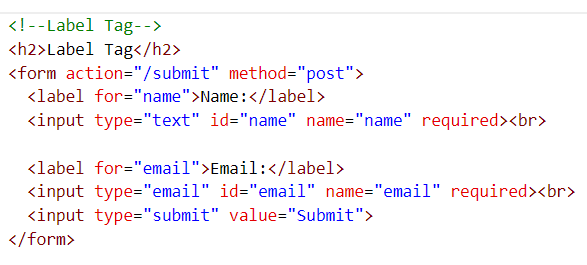 <!--Label Tag-->
<h2>Label Tag</h2>
<form action="/submit" method="post">
<label for="name">Name:</label>
<input type="text" id="name" name="name" required><br>
<label for="email">Email:</label>
<input type="email" id="email" name="email" required><br>
<input type="submit" value="Submit">
</form>